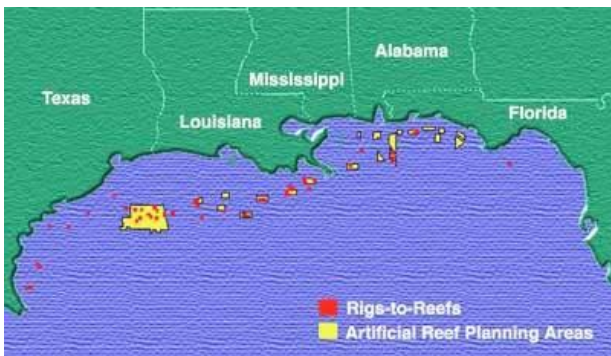 Alabama
Mississippi
Texas
Florida
Louisiana
Rigs-to-Reefs
Artificial Reef Planning Areas